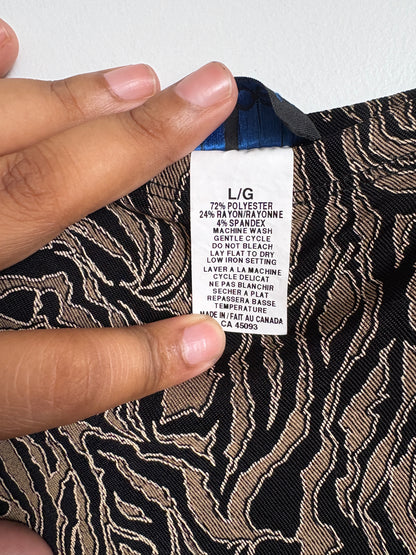 L/G
72% POLYESTER
24% RAYON/RAYONNE
4% SPANDEX
MACHINE WASH
GENTLE CYCLE
DO NOT BLEACH
LAY FLAT TO DRY
LOW IRON SETTING
LAVER A LA MACHINE
CYCLE DELICAT
NE PAS BLANCHIR
SECHER A PLAT
REPASSERA BASSE
TEMPERATURE
MADE IN / FAIT AU CANADA
CA 45093